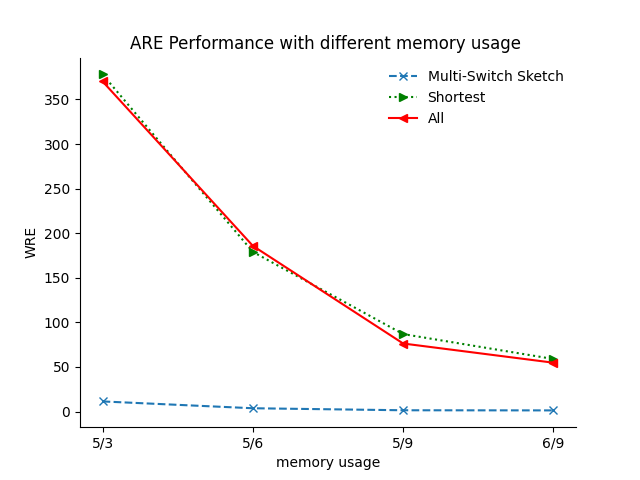 ARE Performance with different memory usage
Multi-Switch Sketch
Shortest
All
WRE
350
300
250
200
150
100
50
0
5/3
5/6
5/9
6/9
memory usage